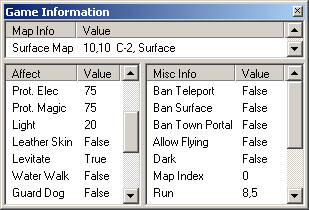 Game Information
Map Info Value
Surface Map 10,10 C-2, Surface
Affect Value
Prot. Elec 75
Prot. Magic 75
Light 20
Leather Skin False
Levitate True
Water Walk False
Guard Dog False
Misc Info Value
Ban Teleport False
Ban Surface False
Ban Town Portal False
Allow Flying False
Dark False
Map Index 0
Run 8,5